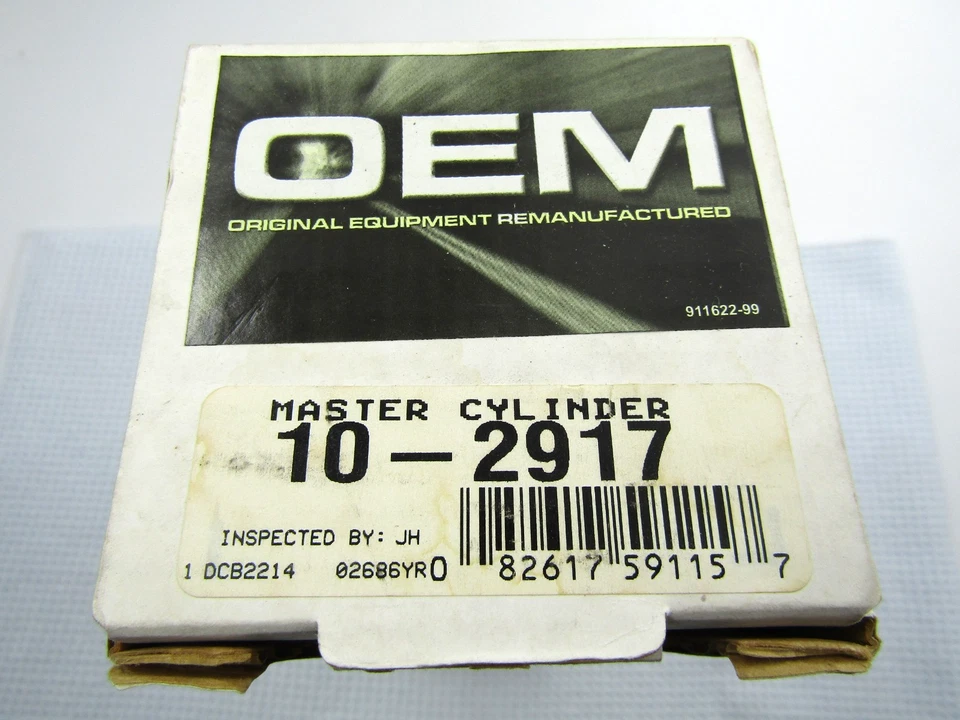 OEM
ORIGINAL EQUIPMENT REMANUFACTURED
911622-99
MASTER CYLINDER
10-2917
INSPECTED BY: JH
1 DCB2214 02686YR
0 82617 59115 7